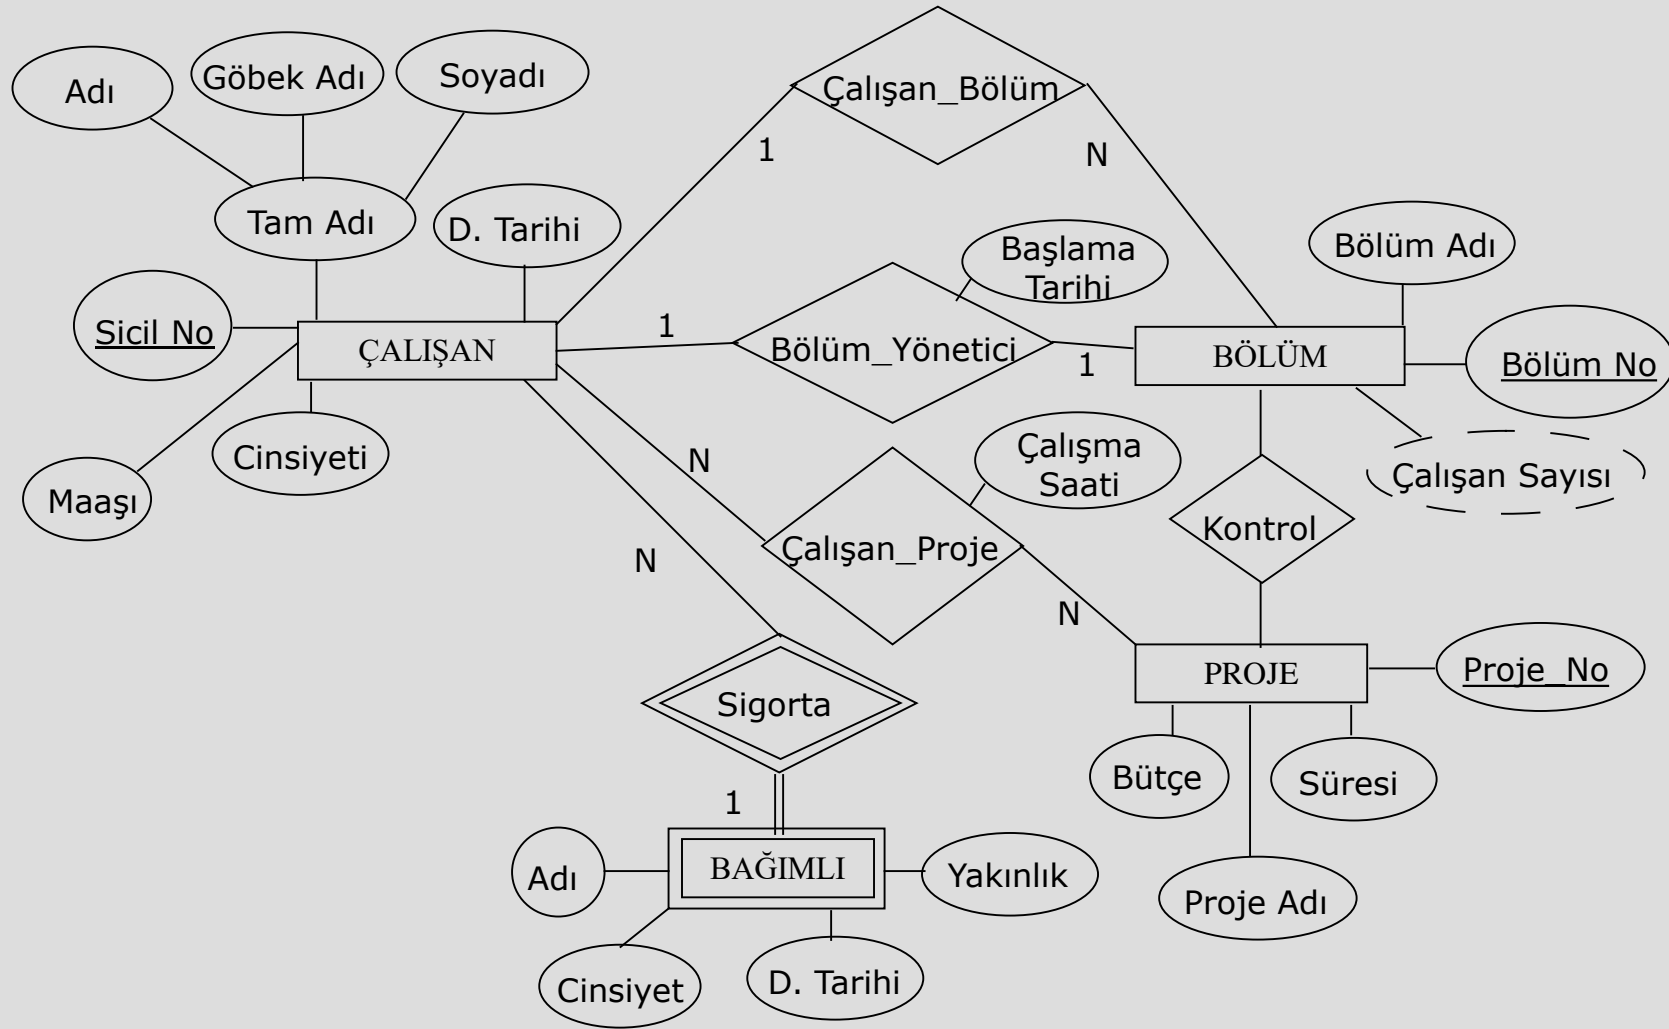 Adı
Göbek Adı
Soyadı
Çalışan_Bölüm
1
N
Tam Adı
D. Tarihi
Başlama
Tarihi
Bölüm Adı
Sicil No
ÇALIŞAN
1
Bölüm_Yönetici
1
BÖLÜM
Bölüm No
Cinsiyeti
Maaşı
N
Çalışma
Saati
Çalışan Sayısı
Kontrol
N
Çalışan_Proje
N
PROJE
Proje_No
Sigorta
Bütçe
Süresi
1
Adı
BAĞIMLI
Yakınlık
Proje Adı
Cinsiyet
D. Tarihi